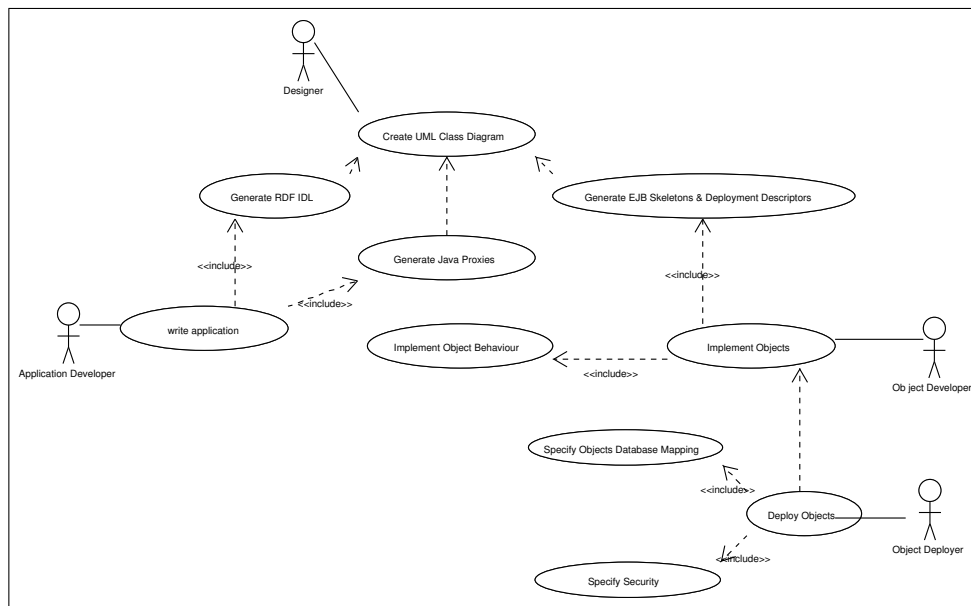 Designer
Create UML Class Diagram
Generate RDF IDL
Generate EJB Skeletons & Deployment Descriptors
<<include>>
Generate Java Proxies
<<include>>
<<include>>
write application
Application Developer
Implement Object Behaviour
Implement Objects
<<include>>
Ob ject Developer
Specify Objects Database Mapping
<<include>>
Deploy Objects
Object Deployer
<<include>>
Specify Security